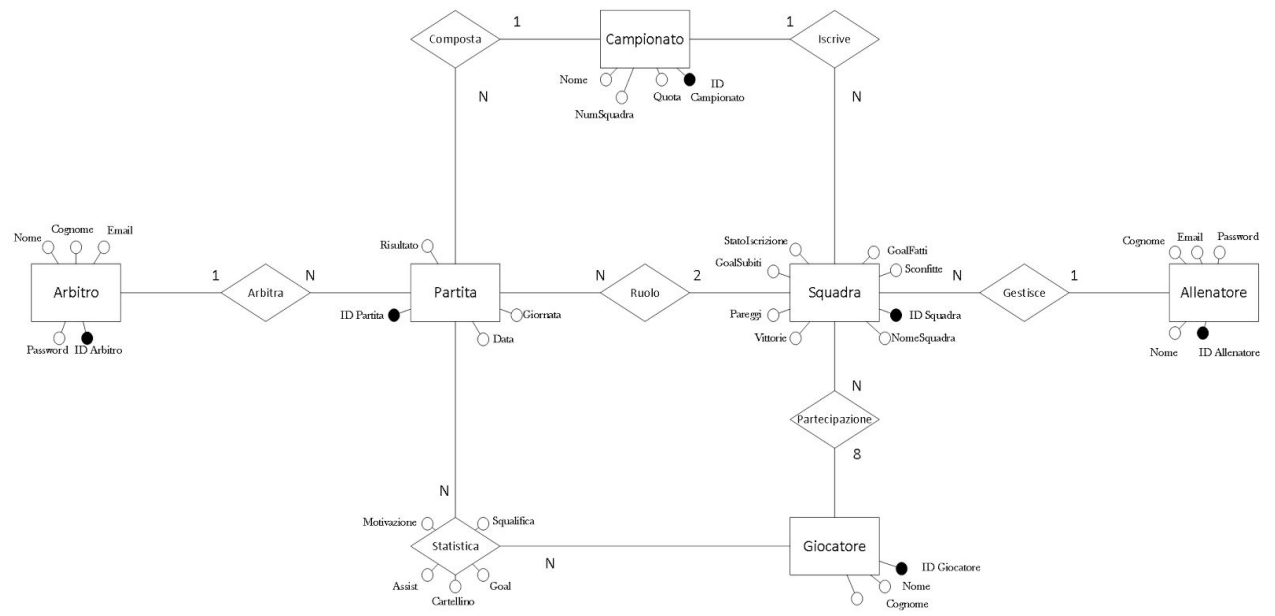 Composta
1
Campionato
1
Iscrive
Nome
NumSquadra
Quota
ID
Campionato
N
N
Nome
Cognome
Email
Arbitro
Password
ID Arbitro
1
Arbitra
N
Risultato
Partita
ID Partita
Giornata
Data
N
Ruolo
2
StatoIscrizione
GoalSubiti
GoalFatti
Sconfitte
Squadra
Pareggi
Vittorie
ID Squadra
NomeSquadra
N
Gestisce
1
Cognome
Email
Password
Allenatore
Nome
ID Allenatore
N
Partecipazione
8
N
Motivazione
Squalifica
Statistica
Assist
Cartellino
Goal
N
Giocatore
ID Giocatore
Nome
Cognome